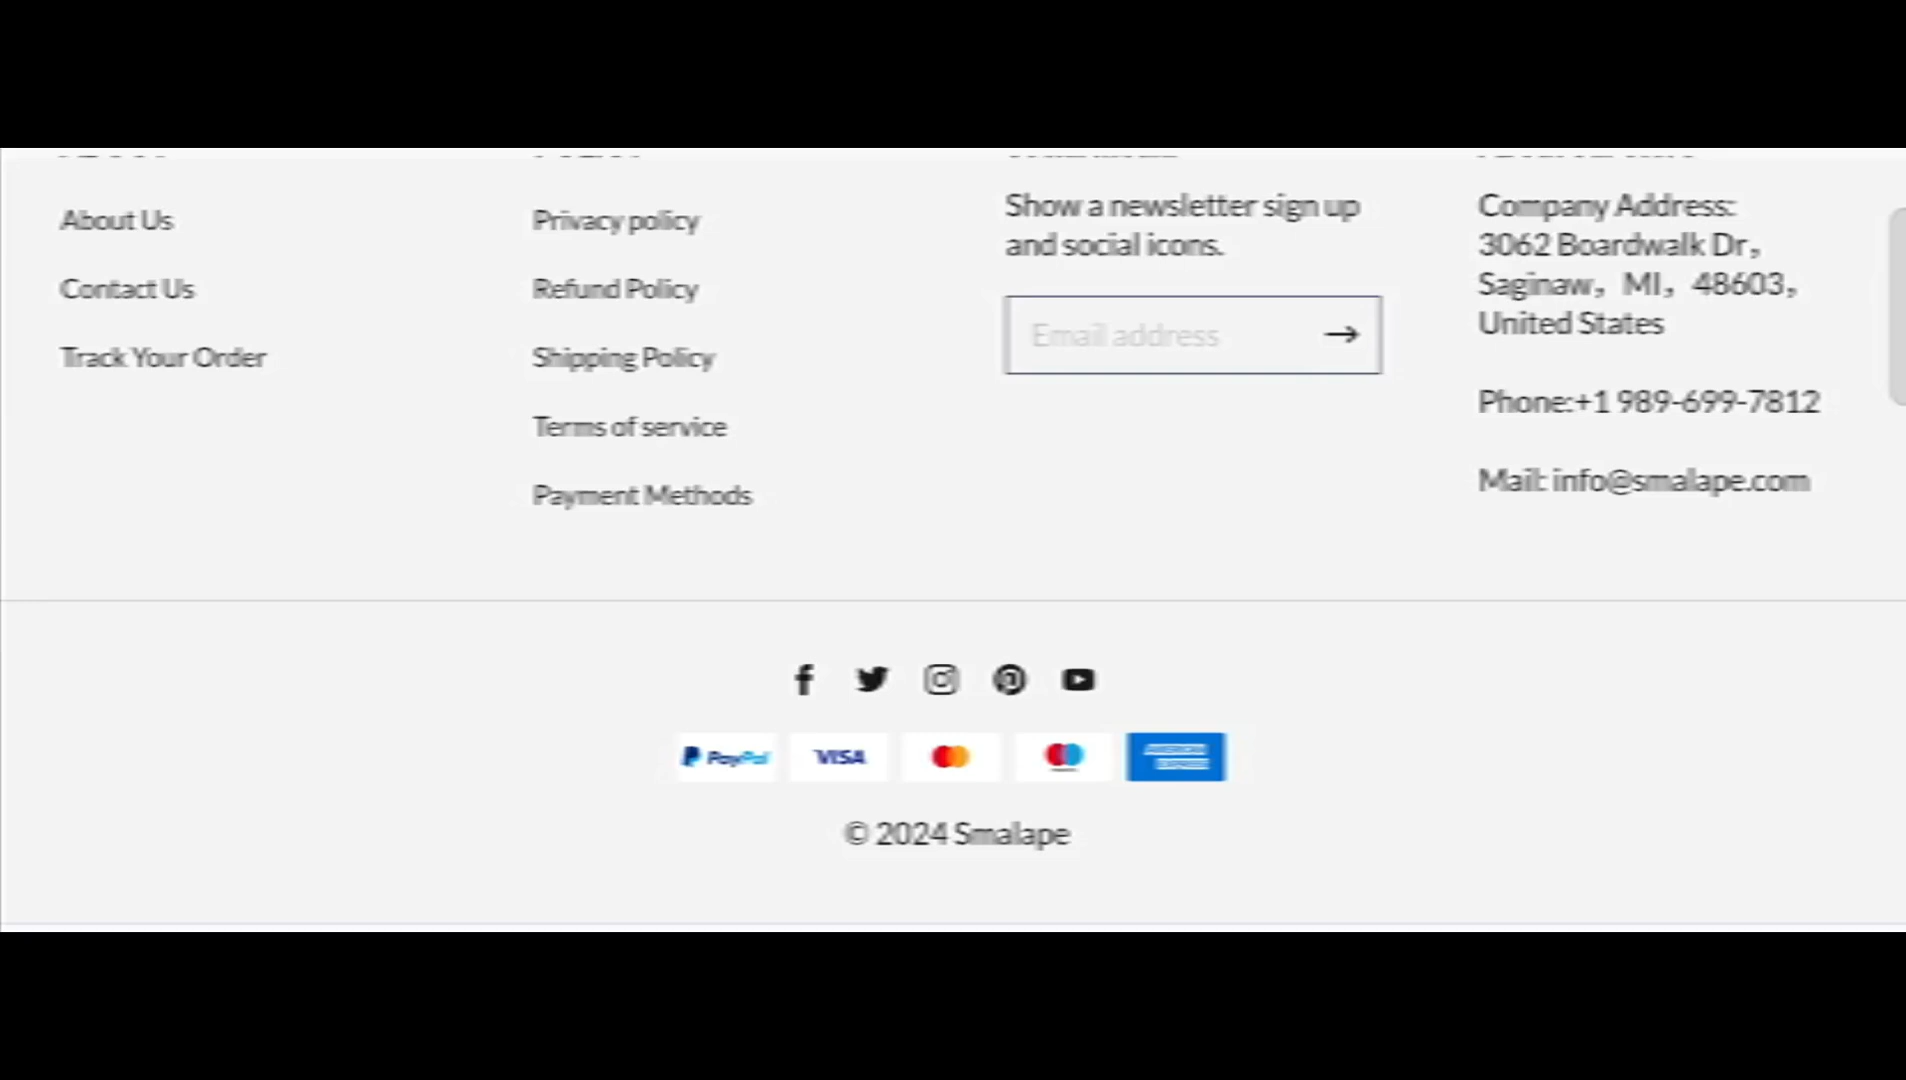 About Us
Contact Us
Track Your Order
Privacy policy
Refund Policy
Shipping Policy
Terms of service
Payment Methods
Show a newsletter sign up
and social icons.
Email address
Company Address:
3062 Boardwalk Dr，
Saginaw，MI，48603，
United States
Phone:+1 989-699-7812
Mail: info@smalape.com
PayPal
VISA
© 2024 Smalape